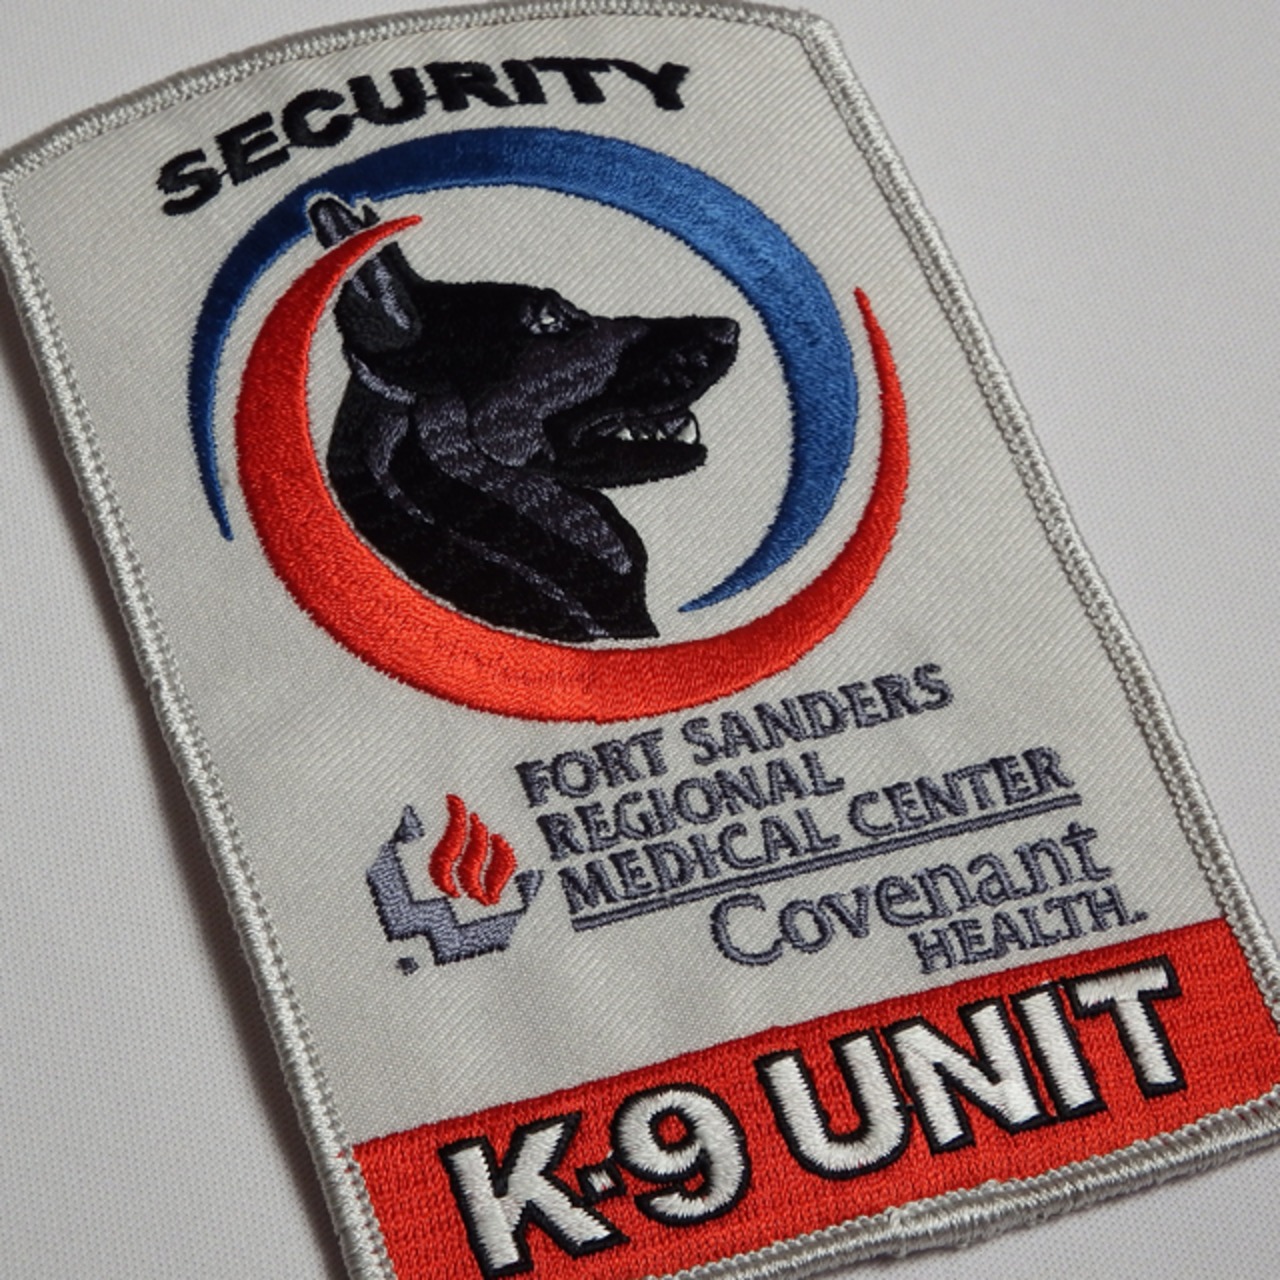 SECURITY
FORT SANDERS
REGIONAL
MEDICAL CENTER
Covenant
HEALTH.
K-9 UNIT